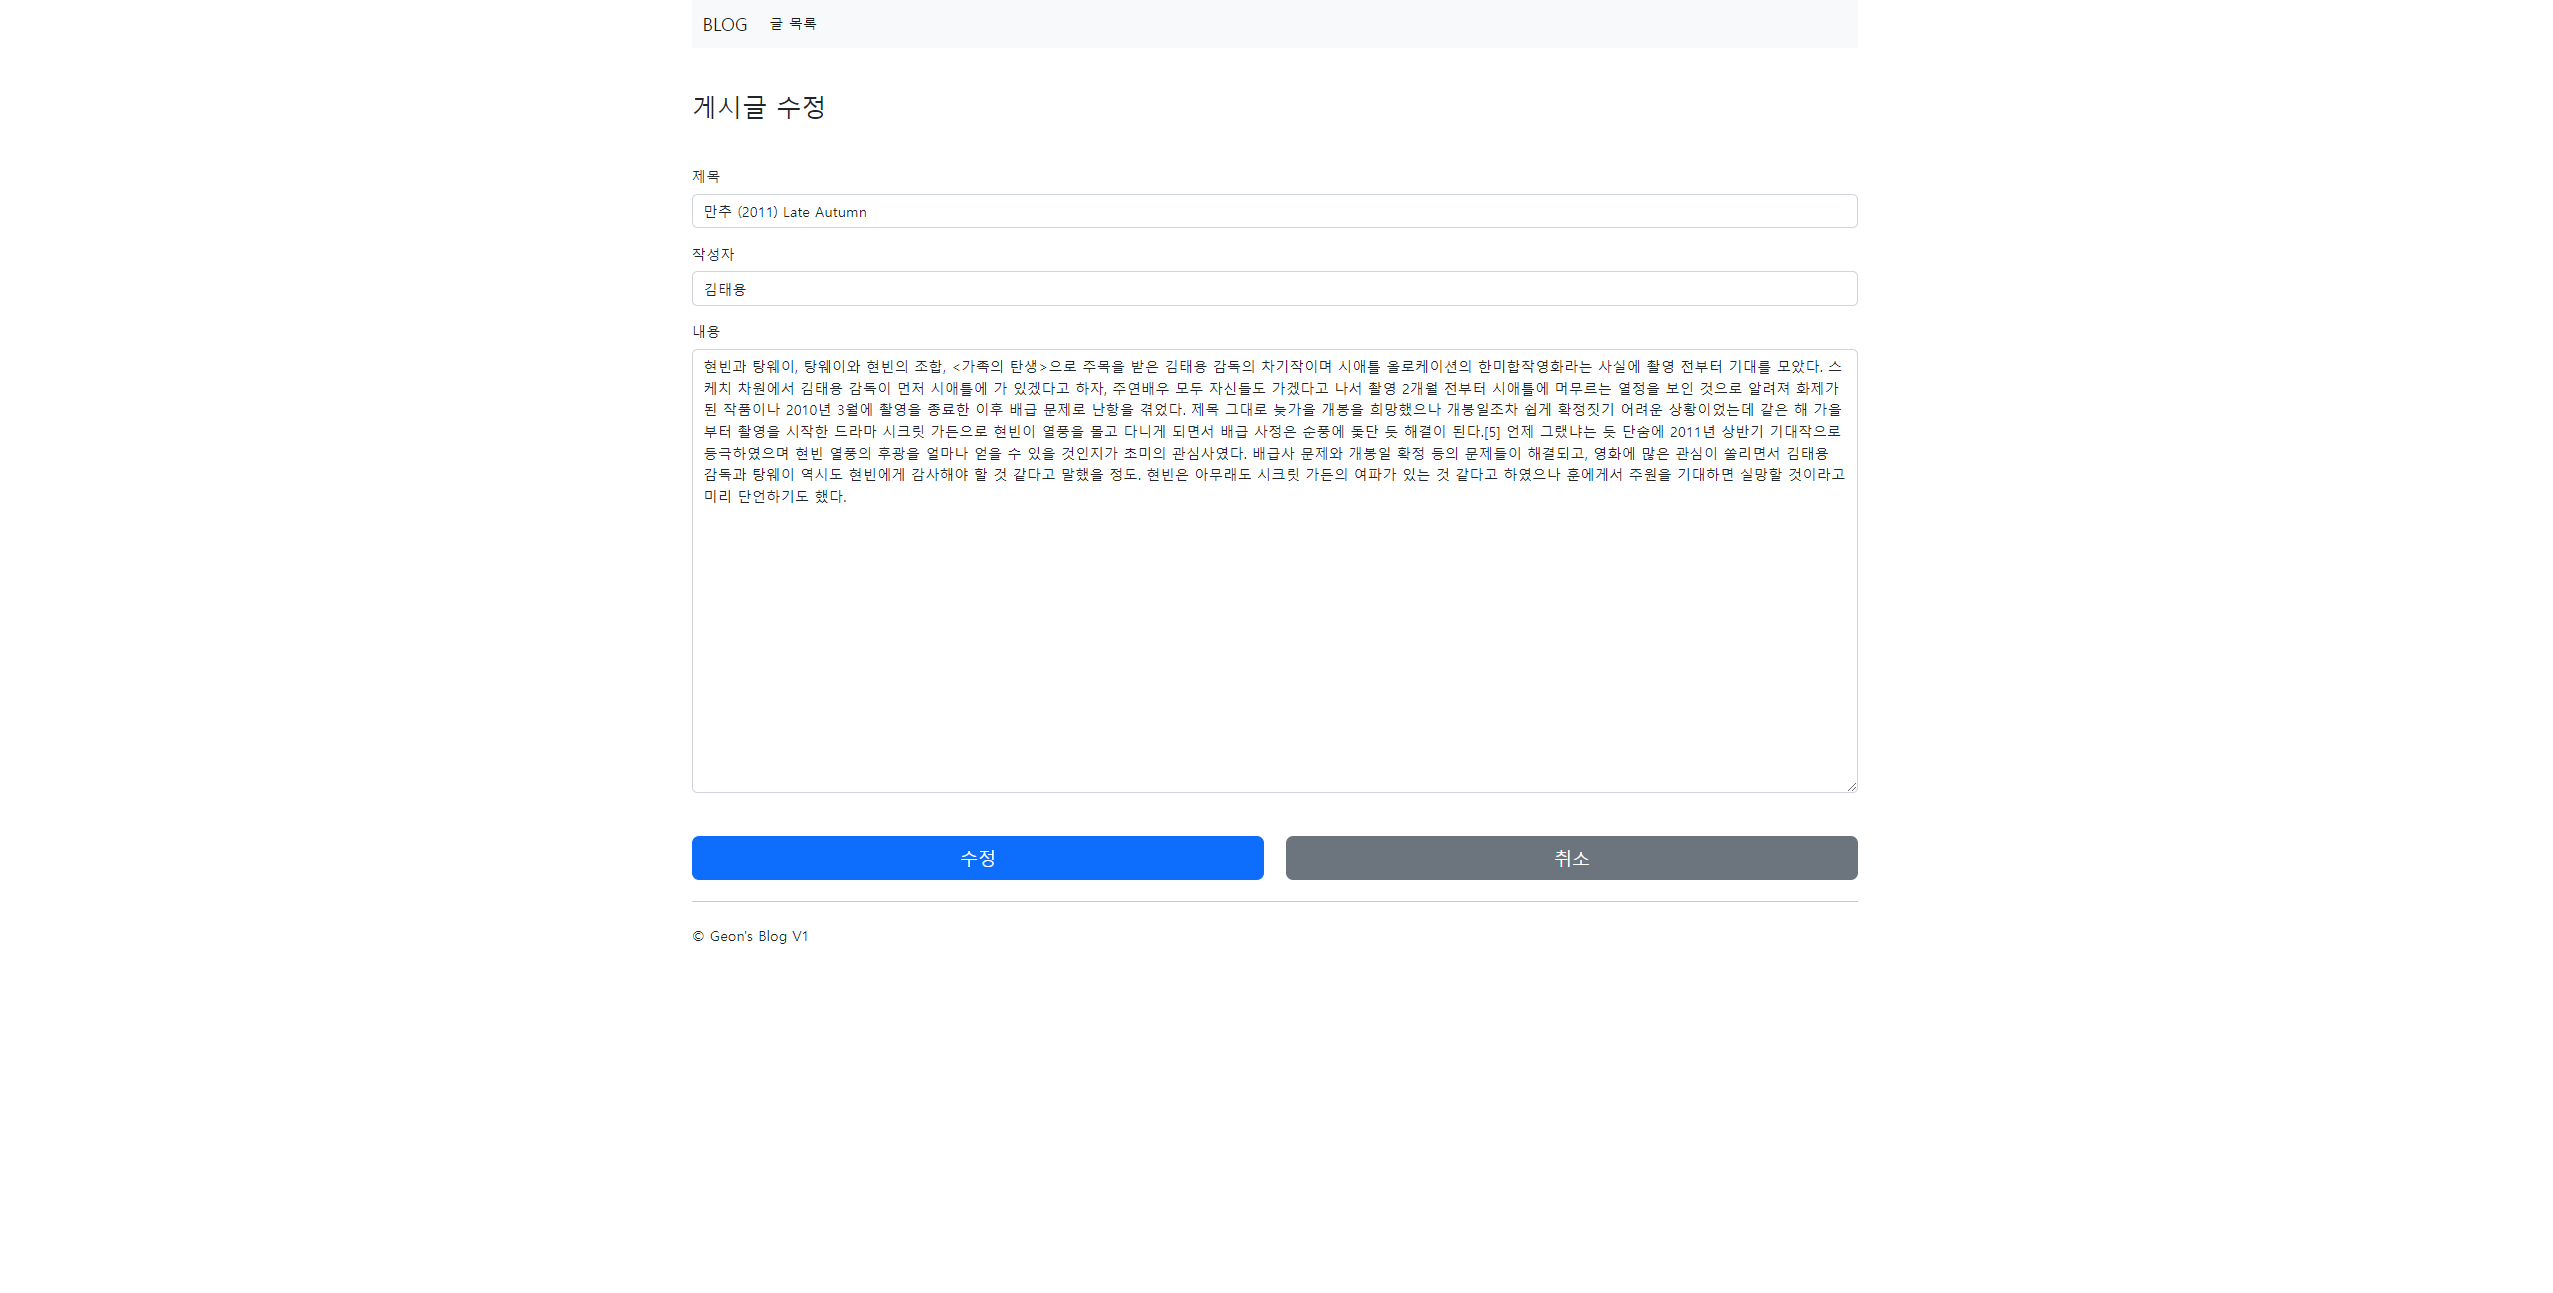 BLOG 글 목록
게시글 수정
제목
만추 (2011) Late Autumn
작성자
김태용
내용
현빈과 탕웨이, 탕웨이와 현빈의 조합, <가족의 탄생>으로 주목을 받은 김태용 감독의 차기작이며 시애틀 올로케이션의 한미합작영화라는 사실에 촬영 전부터 기대를 모았다. 스
케치 차원에서 김태용 감독이 먼저 시애틀에 가 있겠다고 하자, 주연배우 모두 자신들도 가겠다고 나서 촬영 2개월 전부터 시애틀에 머무르는 열정을 보인 것으로 알려져 화제가
된 작품이나 2010년 3월에 촬영을 종료한 이후 배급 문제로 난항을 겪었다. 제목 그대로 늦가을 개봉을 희망했으나 개봉일조차 쉽게 확정짓기 어려운 상황이었는데 같은 해 가을
부터 촬영을 시작한 드라마 시크릿 가든으로 현빈이 열풍을 몰고 다니게 되면서 배급 사정은 순풍에 돛단 듯 해결이 된다.[5] 언제 그랬냐는 듯 단숨에 2011년 상반기 기대작으로
등극하였으며 현빈 열풍의 후광을 얼마나 얻을 수 있을 것인지가 초미의 관심사였다. 배급사 문제와 개봉일 확정 등의 문제들이 해결되고, 영화에 많은 관심이 쏠리면서 김태용
감독과 탕웨이 역시도 현빈에게 감사해야 할 것 같다고 말했을 정도. 현빈은 아무래도 시크릿 가든의 여파가 있는 것 같다고 하였으나 훈에게서 주원을 기대하면 실망할 것이라고
미리 단언하기도 했다.
수정 취소
© Geon's Blog V1